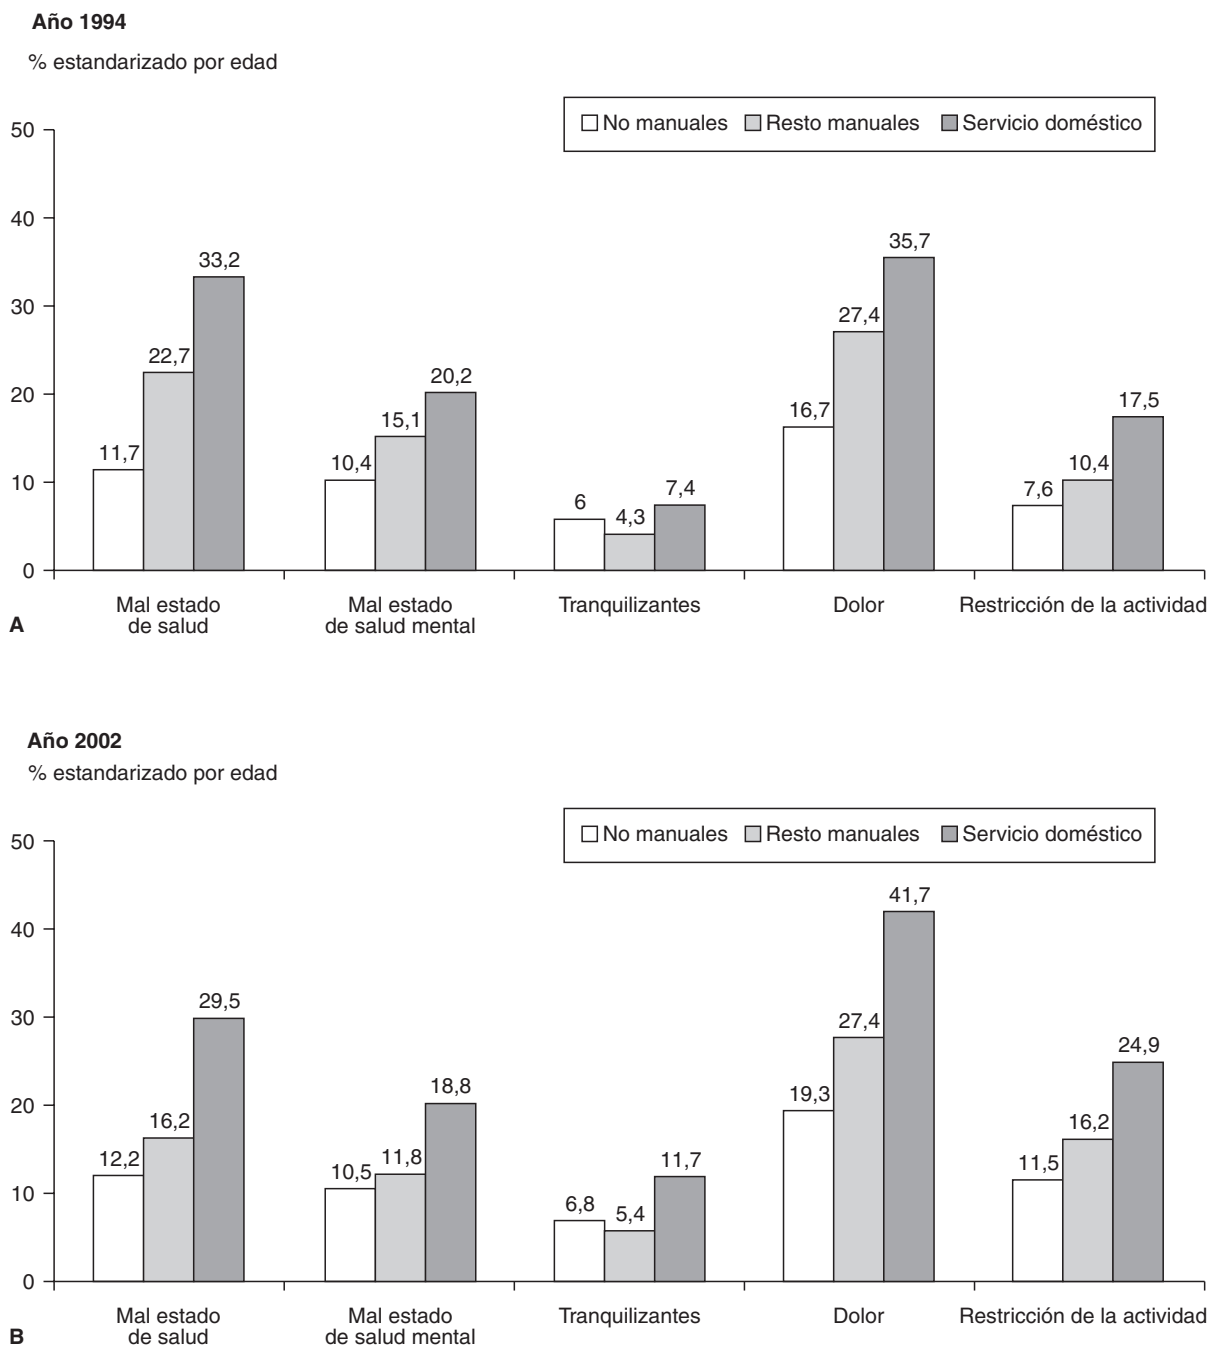 Año 1994
% estandarizado por edad
No manuales Resto manuales Servicio doméstico
50
40
30
20
10
0
11,7 22,7 33,2
10,4 15,1 20,2
6 4,3 7,4
16,7 27,4 35,7
7,6 10,4 17,5
Mal estado
de salud
Mal estado
de salud mental
Tranquilizantes
Dolor
Restricción de la actividad
A
Año 2002
% estandarizado por edad
No manuales Resto manuales Servicio doméstico
50
40
30
20
10
0
12,2 16,2 29,5
10,5 11,8 18,8
6,8 5,4 11,7
19,3 27,4 41,7
11,5 16,2 24,9
Mal estado
de salud
Mal estado
de salud mental
Tranquilizantes
Dolor
Restricción de la actividad
B